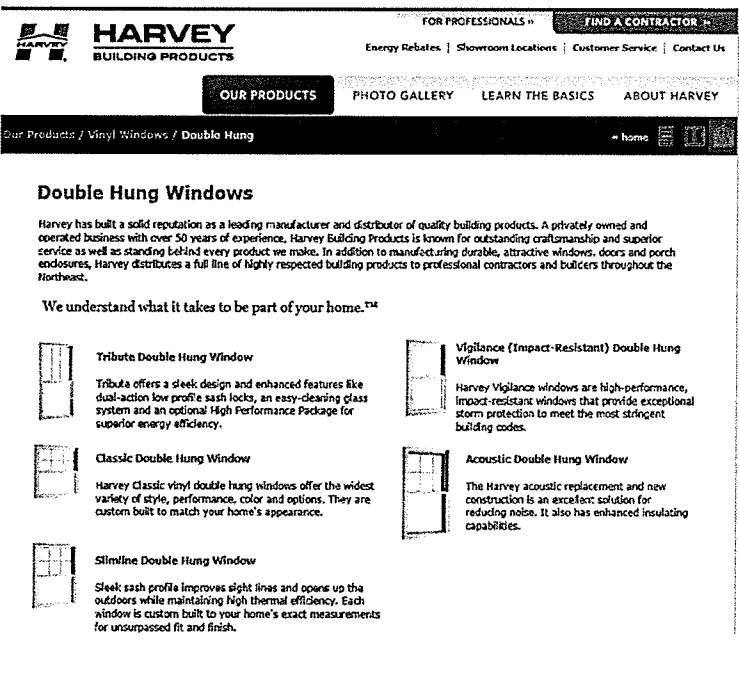 FOR PROFESSIONALS »
FIND A CONTRACTOR »
HARVEY
HARVEY
BUILDING PRODUCTS
Energy Rebates | Showroom Locations | Customer Service | Contact Us
OUR PRODUCTS
PHOTO GALLERY
LEARN THE BASICS
ABOUT HARVEY
Our Products / Vinyl Windows / Double Hung
« home
Double Hung Windows
Harvey has built a solid reputation as a leading manufacturer and distributor of quality building products. A privately owned and
operated business with over 50 years of experience, Harvey Building Products is known for outstanding craftsmanship and superior
service as well as standing behind every product we make. In addition to manufacturing durable, attractive windows, doors and porch
enclosures, Harvey distributes a full line of highly respected building products to professional contractors and builders throughout the
Northeast.
We understand what it takes to be part of your home.™
Tribute Double Hung Window
Tribute offers a sleek design and enhanced features like
dual-action low profile sash locks, an easy-cleaning glass
system and an optional High Performance Package for
superior energy efficiency.
Classic Double Hung Window
Harvey Classic vinyl double hung windows offer the widest
variety of style, performance, color and options. They are
custom built to match your home's appearance.
Slimline Double Hung Window
Sleek sash profile improves sight lines and opens up the
outdoors while maintaining high thermal efficiency. Each
window is custom built to your home's exact measurements
for unsurpassed fit and finish.
Vigilance (Impact-Resistant) Double Hung
Window
Harvey Vigilance windows are high-performance,
impact-resistant windows that provide exceptional
storm protection to meet the most stringent
building codes.
Acoustic Double Hung Window
The Harvey acoustic replacement and new
construction is an excellent solution for
reducing noise. It also has enhanced insulating
capabilities.